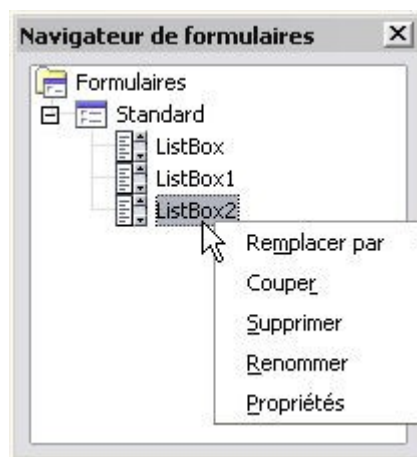 Navigateur de formulaires
Formulaires
Standard
ListBox
ListBox1
ListBox2
Remplacer par
Couper
Supprimer
Renommer
Propriétés